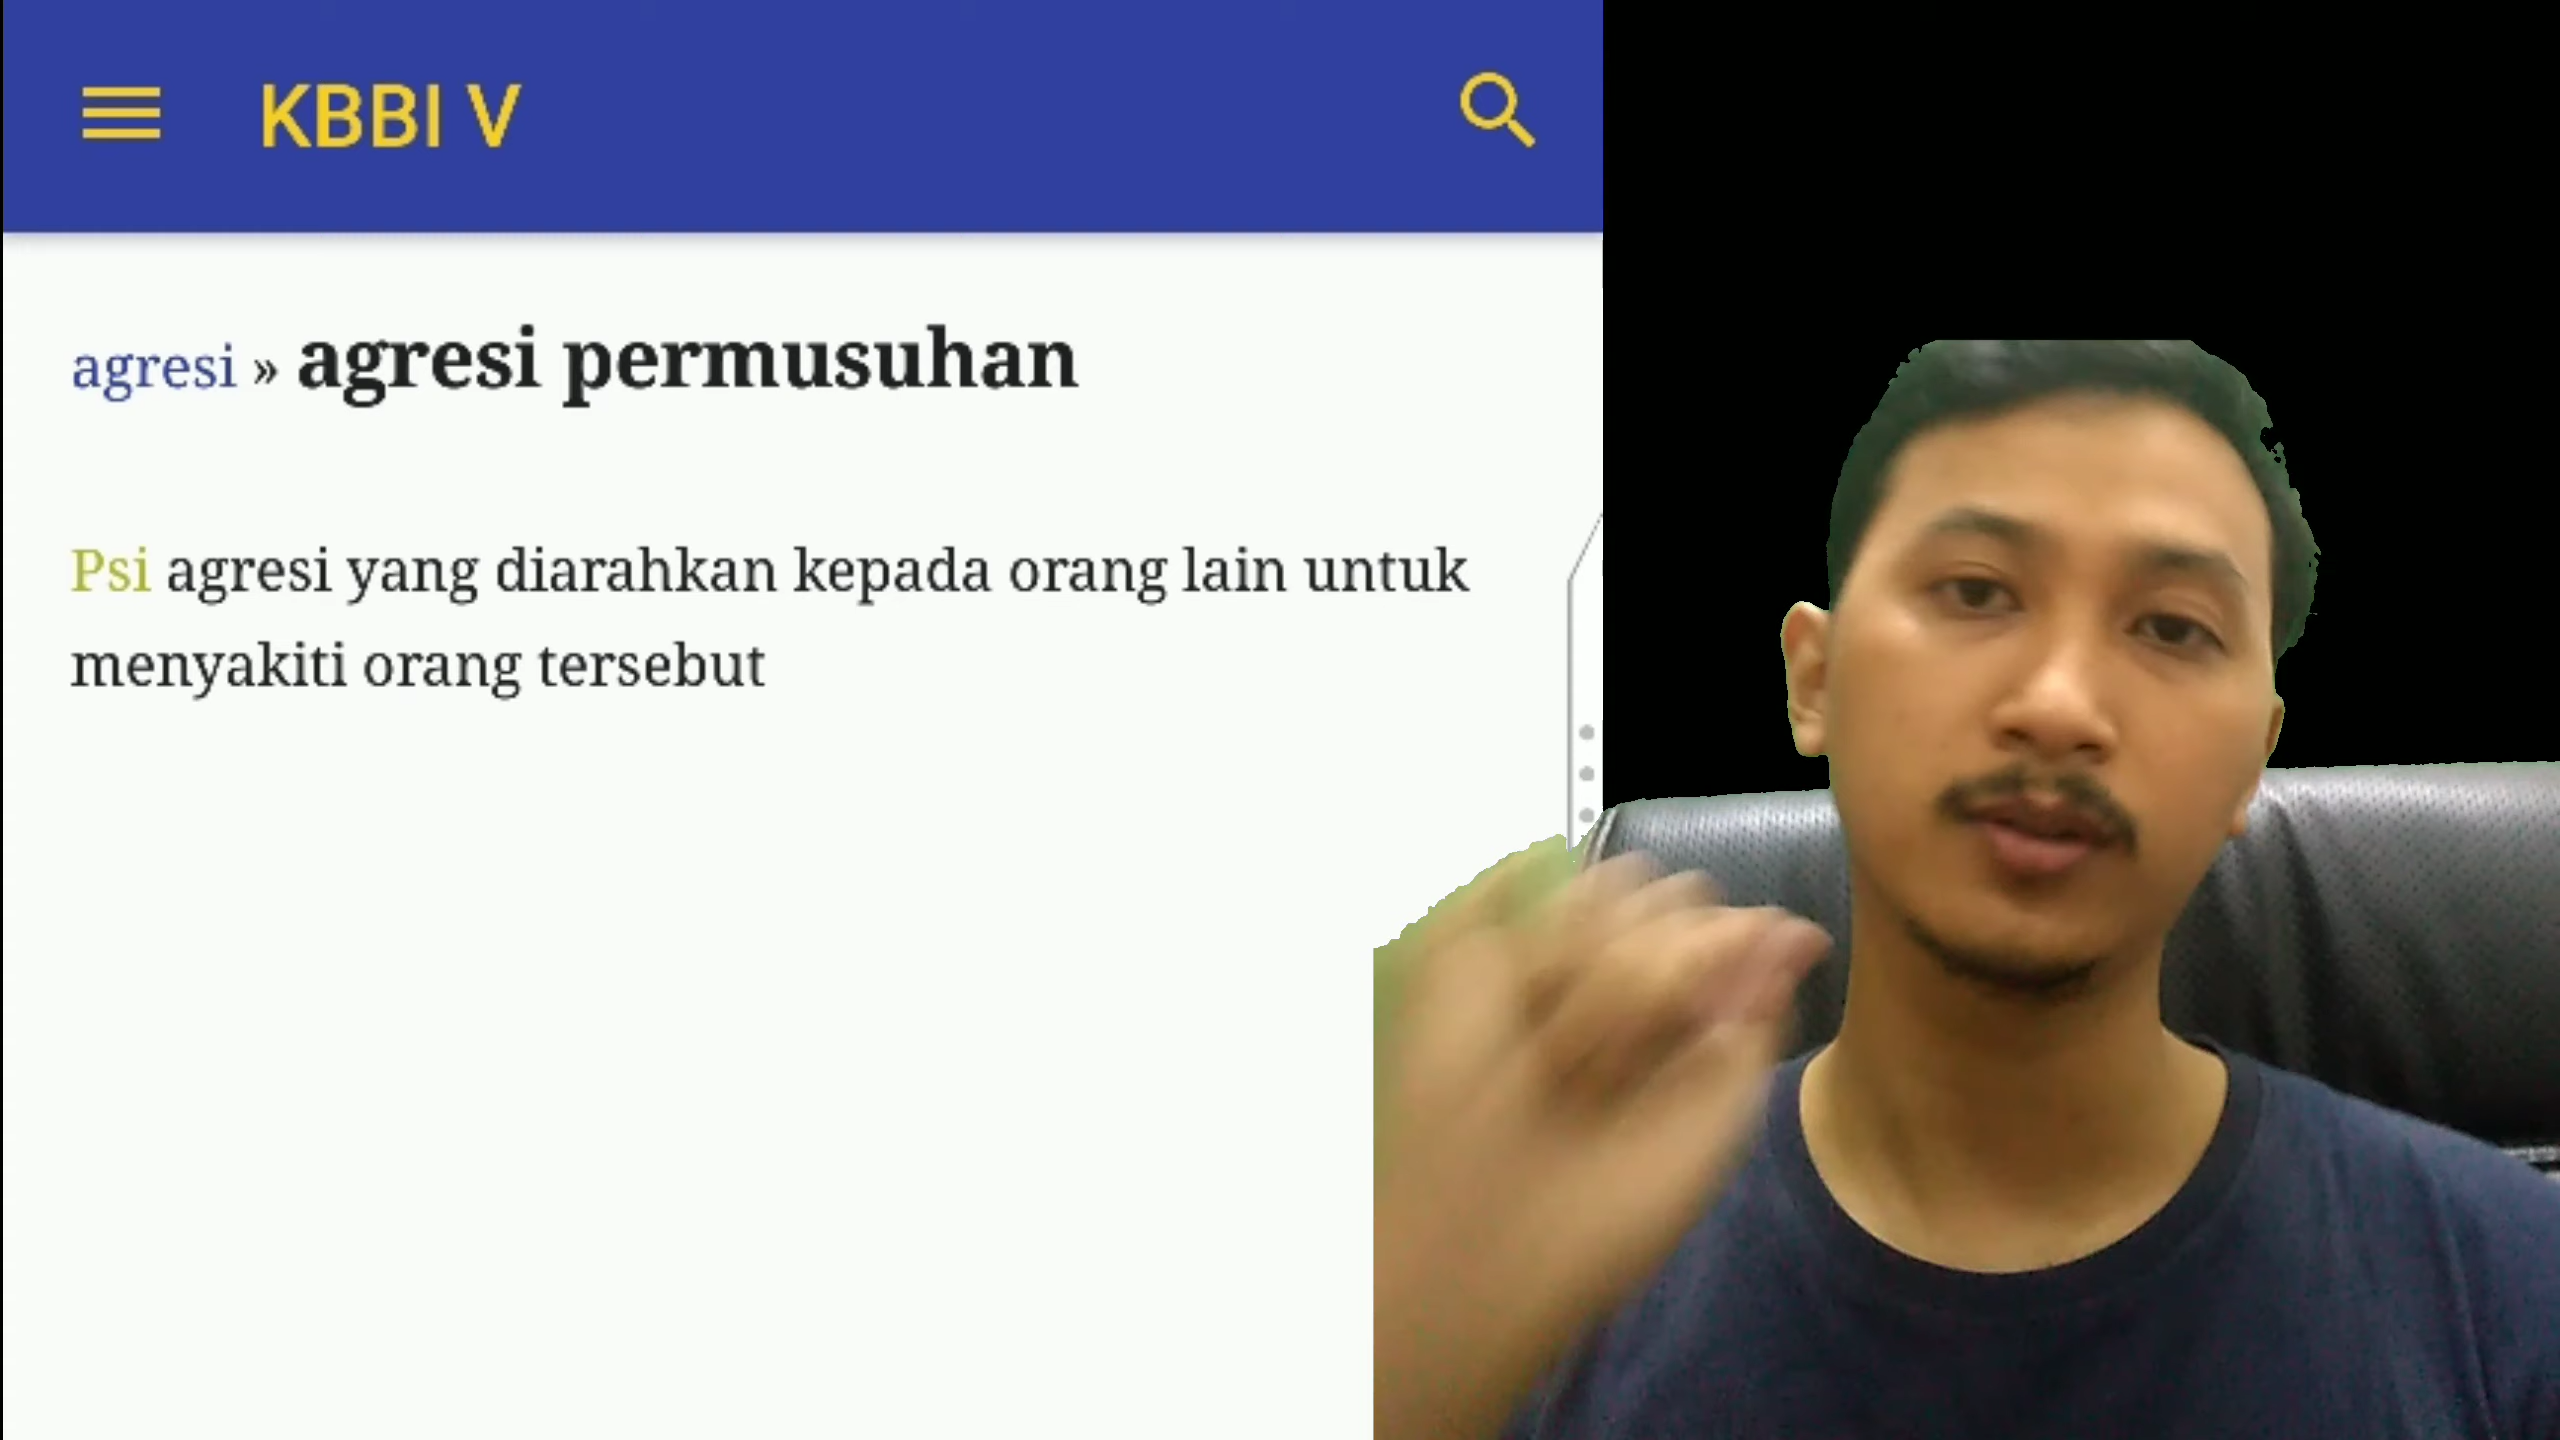 KBBI V
agresi » agresi permusuhan
Psi agresi yang diarahkan kepada orang lain untuk
menyakiti orang tersebut